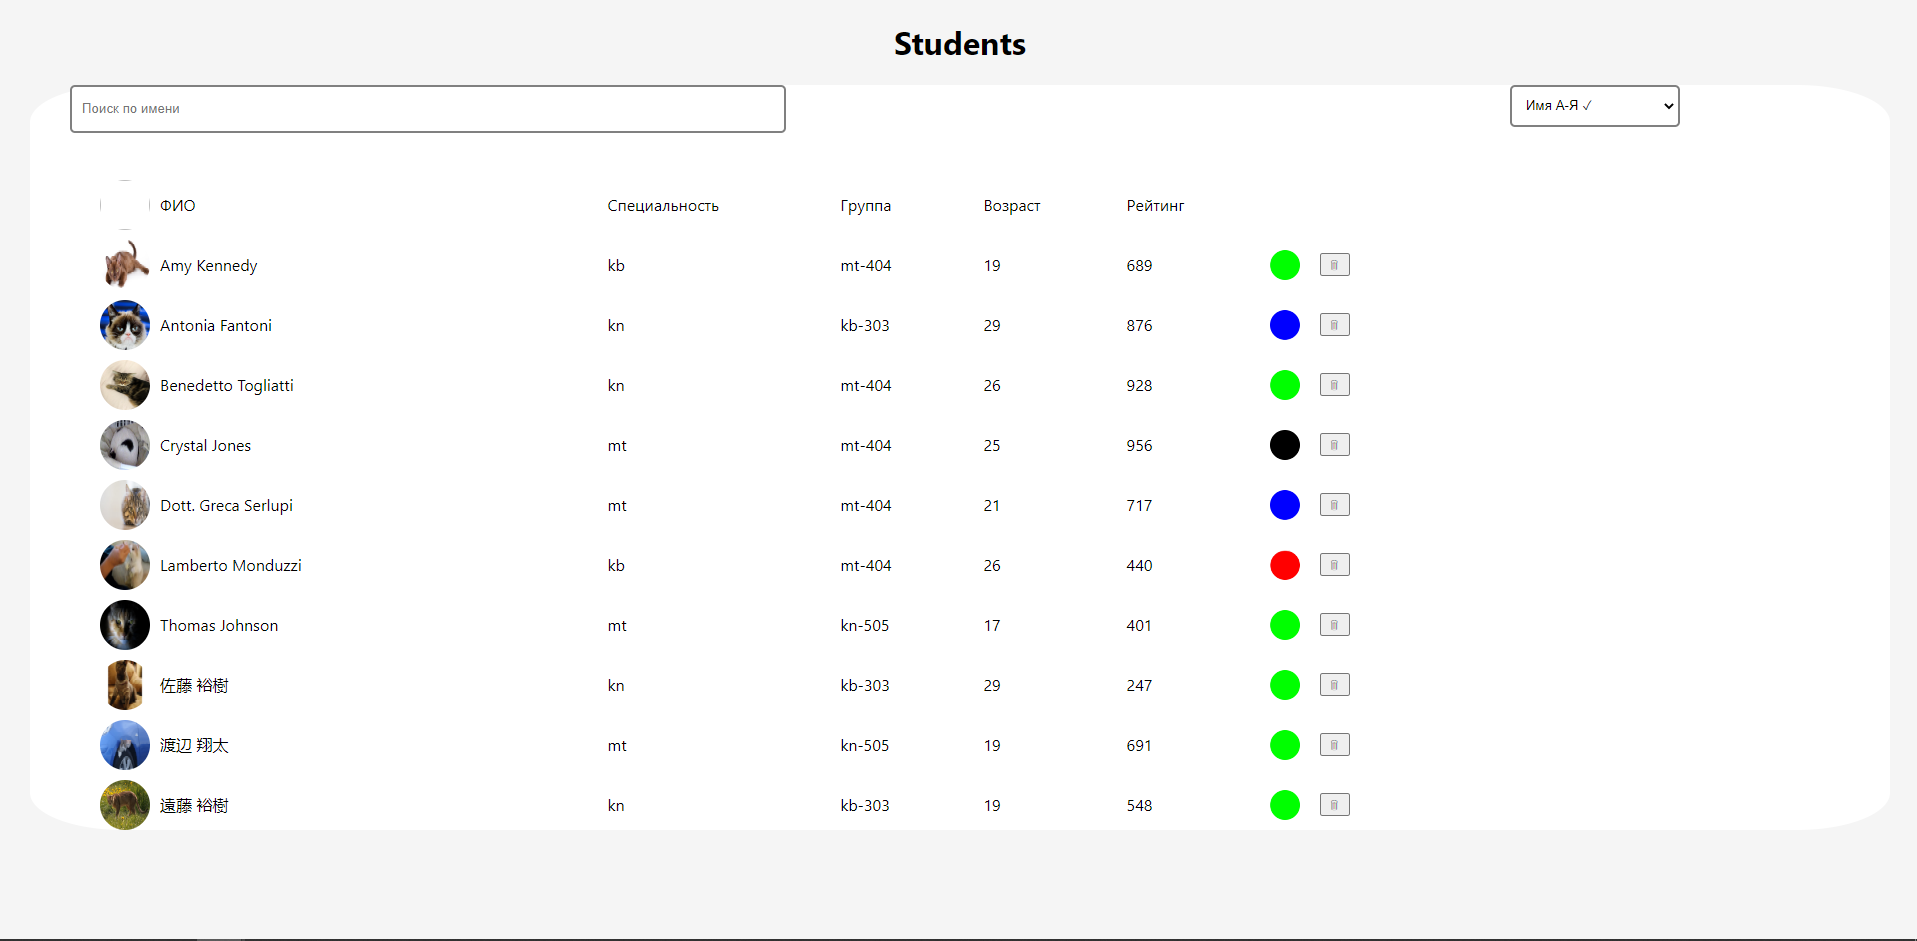 Students
Поиск по имени
Имя А-Я ✓
ФИО Специальность Группа Возраст Рейтинг
Amy Kennedy kb mt-404 19 689
Antonia Fantoni kn kb-303 29 876
Benedetto Togliatti kn mt-404 26 928
Crystal Jones mt mt-404 25 956
Dott. Greca Serlupi mt mt-404 21 717
Lamberto Monduzzi kb mt-404 26 440
Thomas Johnson mt kn-505 17 401
佐藤 裕樹 kn kb-303 29 247
渡辺 翔太 mt kn-505 19 691
遠藤 裕樹 kn kb-303 19 548